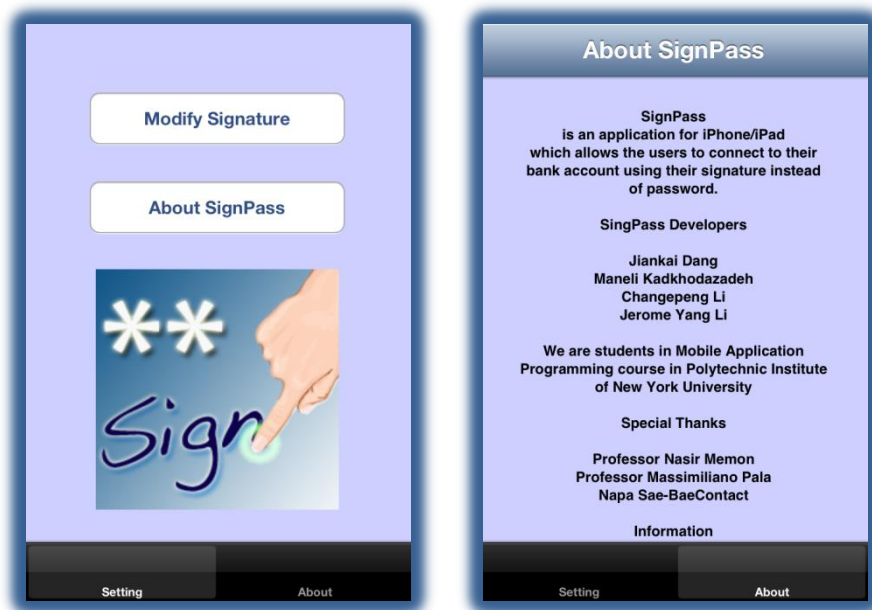 Modify Signature
About SignPass
**
Sign
Setting
About
About SignPass
SignPass
is an application for iPhone/iPad
which allows the users to connect to their
bank account using their signature instead
of password.
SingPass Developers
Jiankai Dang
Maneli Kadkhodazadeh
Changepeng Li
Jerome Yang Li
We are students in Mobile Application
Programming course in Polytechnic Institute
of New York University
Special Thanks
Professor Nasir Memon
Professor Massimiliano Pala
Napa Sae-BaeContact
Information
Setting
About